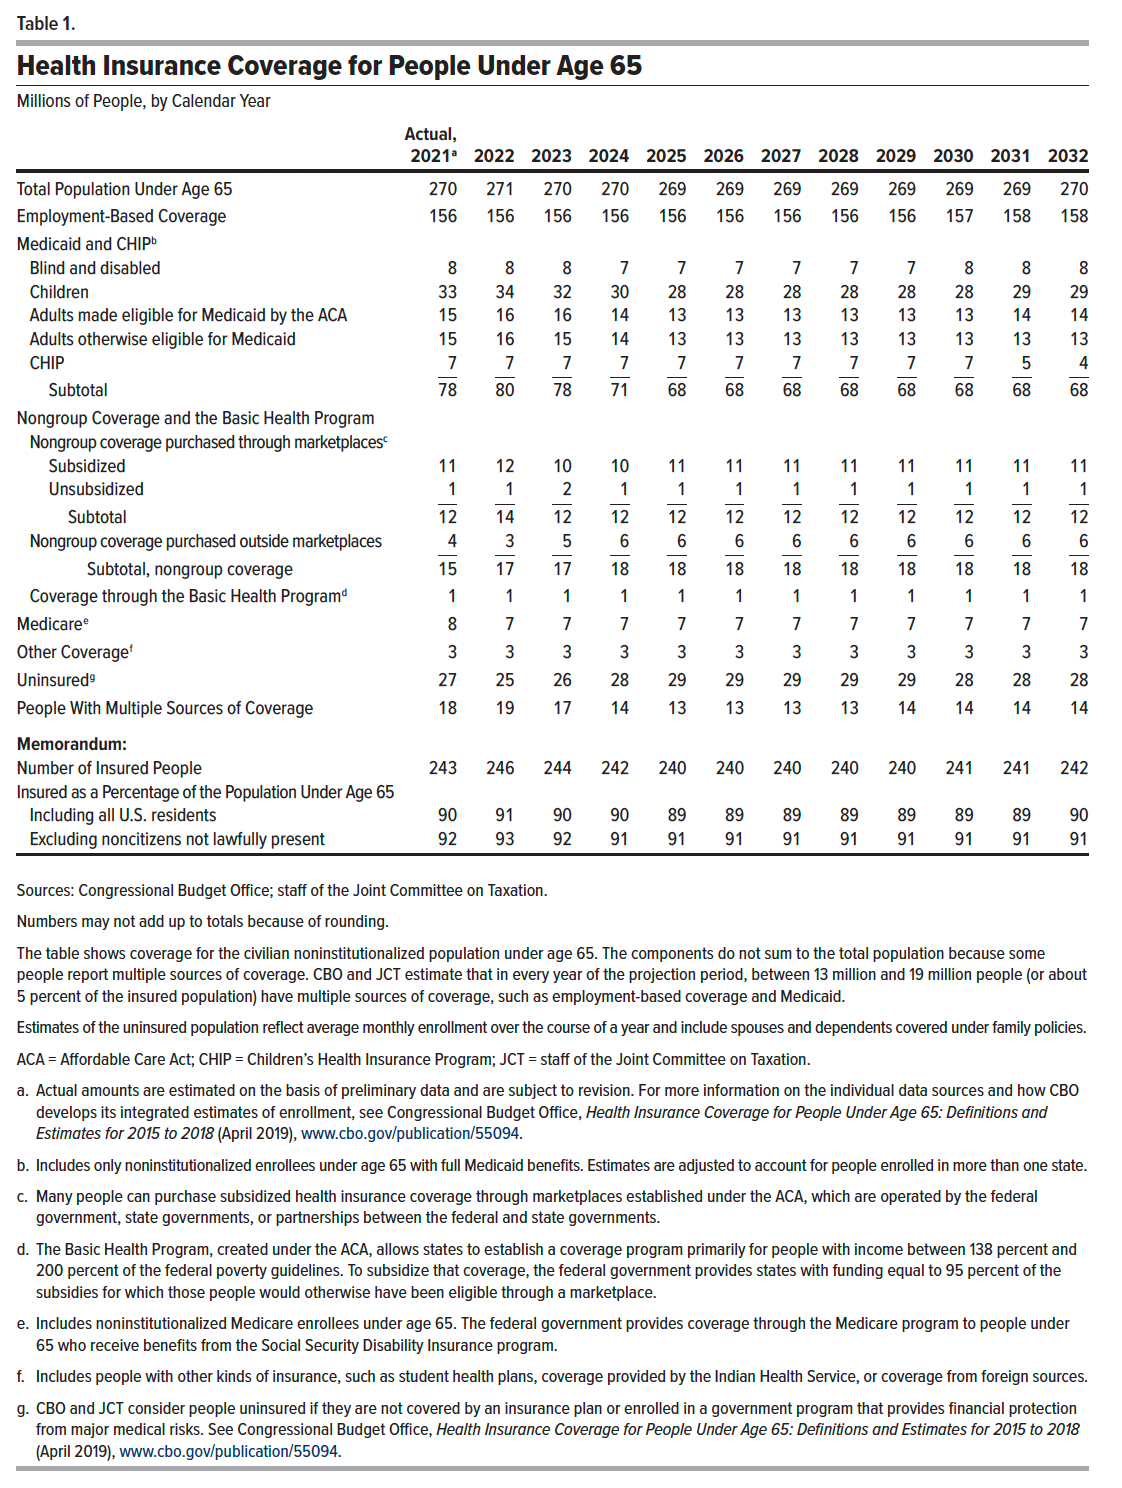 Table 1.
Health Insurance Coverage for People Under Age 65
Millions of People, by Calendar Year
Actual,
2021ᵃ 2022 2023 2024 2025 2026 2027 2028 2029 2030 2031 2032
Total Population Under Age 65 270 271 270 270 269 269 269 269 269 269 269 270
Employment-Based Coverage 156 156 156 156 156 156 156 156 156 157 158 158
Medicaid and CHIPᵇ
Blind and disabled 8 8 8 7 7 7 7 7 7 8 8 8
Children 33 34 32 30 28 28 28 28 28 28 29 29
Adults made eligible for Medicaid by the ACA 15 16 16 14 13 13 13 13 13 13 14 14
Adults otherwise eligible for Medicaid 15 16 15 14 13 13 13 13 13 13 13 13
CHIP 7 7 7 7 7 7 7 7 7 7 5 4
Subtotal 78 80 78 71 68 68 68 68 68 68 68 68
Nongroup Coverage and the Basic Health Program
Nongroup coverage purchased through marketplacesᶜ
Subsidized 11 12 10 10 11 11 11 11 11 11 11 11
Unsubsidized 1 1 2 1 1 1 1 1 1 1 1 1
Subtotal 12 14 12 12 12 12 12 12 12 12 12 12
Nongroup coverage purchased outside marketplaces 4 3 5 6 6 6 6 6 6 6 6 6
Subtotal, nongroup coverage 15 17 17 18 18 18 18 18 18 18 18 18
Coverage through the Basic Health Programᵈ 1 1 1 1 1 1 1 1 1 1 1 1
Medicareᵉ 8 7 7 7 7 7 7 7 7 7 7 7
Other Coverageᶠ 3 3 3 3 3 3 3 3 3 3 3 3
Uninsuredᵍ 27 25 26 28 29 29 29 29 29 28 28 28
People With Multiple Sources of Coverage 18 19 17 14 13 13 13 13 14 14 14 14
Memorandum:
Number of Insured People 243 246 244 242 240 240 240 240 240 241 241 242
Insured as a Percentage of the Population Under Age 65
Including all U.S. residents 90 91 90 90 89 89 89 89 89 89 89 90
Excluding noncitizens not lawfully present 92 93 92 91 91 91 91 91 91 91 91 91
Sources: Congressional Budget Office; staff of the Joint Committee on Taxation.
Numbers may not add up to totals because of rounding.
The table shows coverage for the civilian noninstitutionalized population under age 65. The components do not sum to the total population because some
people report multiple sources of coverage. CBO and JCT estimate that in every year of the projection period, between 13 million and 19 million people (or about
5 percent of the insured population) have multiple sources of coverage, such as employment-based coverage and Medicaid.
Estimates of the uninsured population reflect average monthly enrollment over the course of a year and include spouses and dependents covered under family policies.
ACA = Affordable Care Act; CHIP = Children's Health Insurance Program; JCT = staff of the Joint Committee on Taxation.
a. Actual amounts are estimated on the basis of preliminary data and are subject to revision. For more information on the individual data sources and how CBO
develops its integrated estimates of enrollment, see Congressional Budget Office, Health Insurance Coverage for People Under Age 65: Definitions and
Estimates for 2015 to 2018 (April 2019), www.cbo.gov/publication/55094.
b. Includes only noninstitutionalized enrollees under age 65 with full Medicaid benefits. Estimates are adjusted to account for people enrolled in more than one state.
c. Many people can purchase subsidized health insurance coverage through marketplaces established under the ACA, which are operated by the federal
government, state governments, or partnerships between the federal and state governments.
d. The Basic Health Program, created under the ACA, allows states to establish a coverage program primarily for people with income between 138 percent and
200 percent of the federal poverty guidelines. To subsidize that coverage, the federal government provides states with funding equal to 95 percent of the
subsidies for which those people would otherwise have been eligible through a marketplace.
e. Includes noninstitutionalized Medicare enrollees under age 65. The federal government provides coverage through the Medicare program to people under
65 who receive benefits from the Social Security Disability Insurance program.
f. Includes people with other kinds of insurance, such as student health plans, coverage provided by the Indian Health Service, or coverage from foreign sources.
g. CBO and JCT consider people uninsured if they are not covered by an insurance plan or enrolled in a government program that provides financial protection
from major medical risks. See Congressional Budget Office, Health Insurance Coverage for People Under Age 65: Definitions and Estimates for 2015 to 2018
(April 2019), www.cbo.gov/publication/55094.